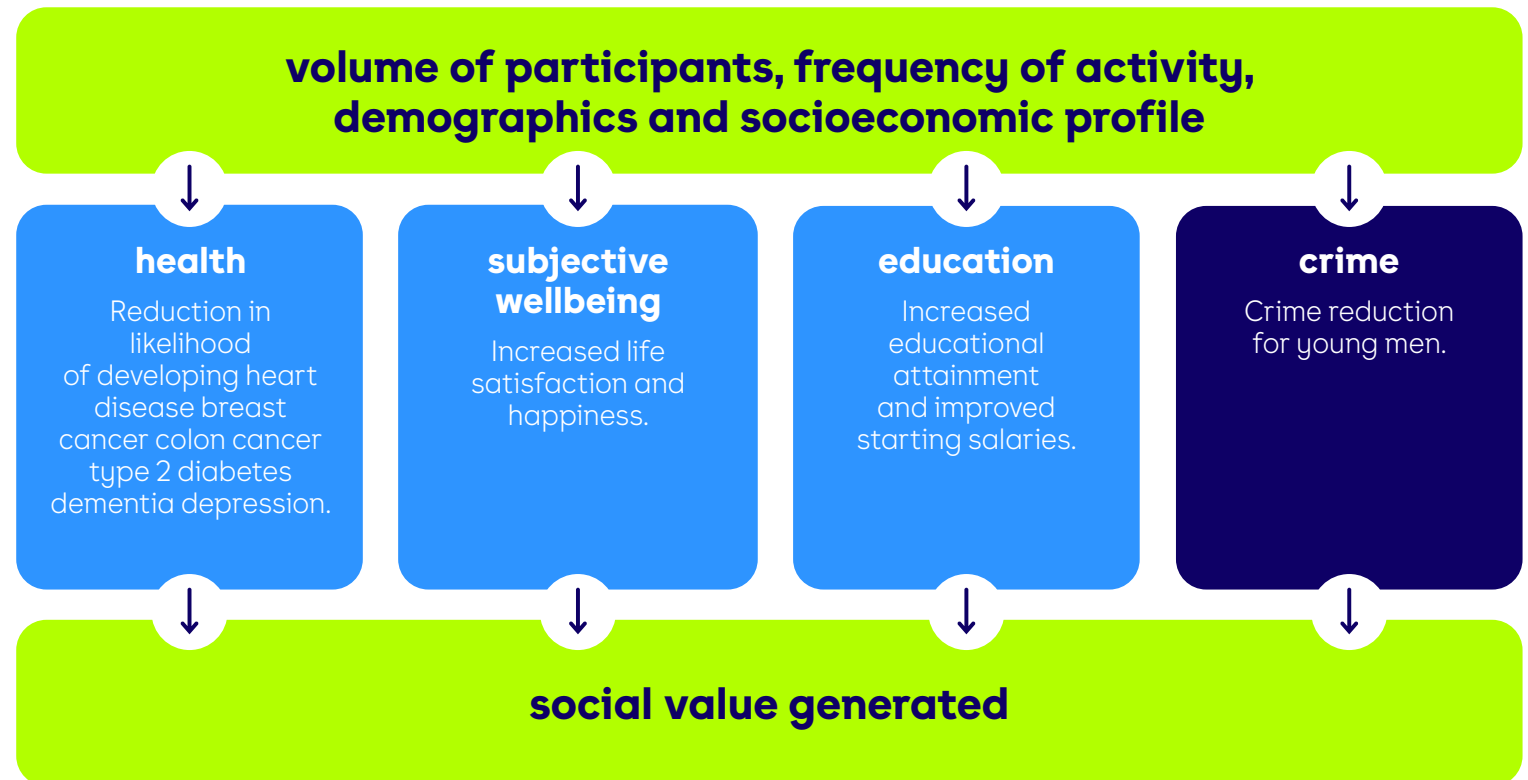 volume of participants, frequency of activity,
demographics and socioeconomic profile
health
Reduction in
likelihood
of developing heart
disease breast
cancer colon cancer
type 2 diabetes
dementia depression.
subjective
wellbeing
Increased life
satisfaction and
happiness.
education
Increased
educational
attainment
and improved
starting salaries.
crime
Crime reduction
for young men.
social value generated